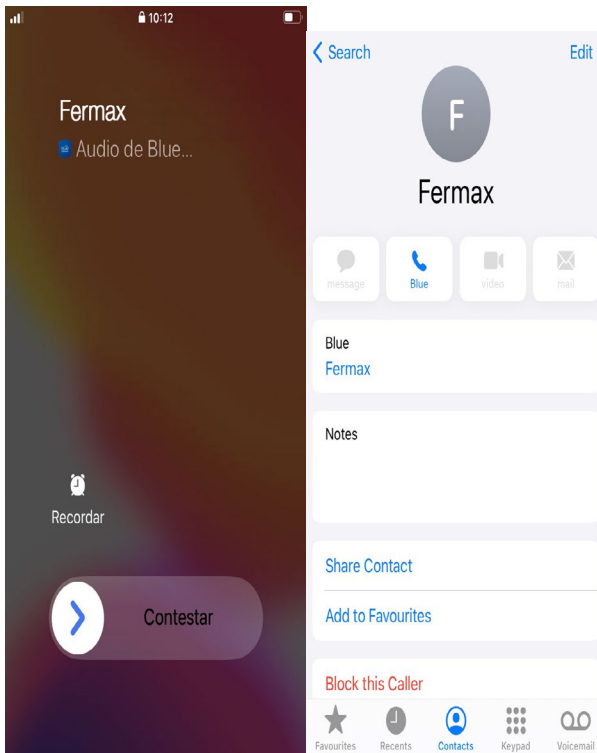 10:12
Fermax
Audio de Blue...
Recordar
Contestar
Search
Edit
F
Fermax
message
Blue
video
mail
Blue
Fermax
Notes
Share Contact
Add to Favourites
Block this Caller
Favourites
Recents
Contacts
Keypad
Voicemail